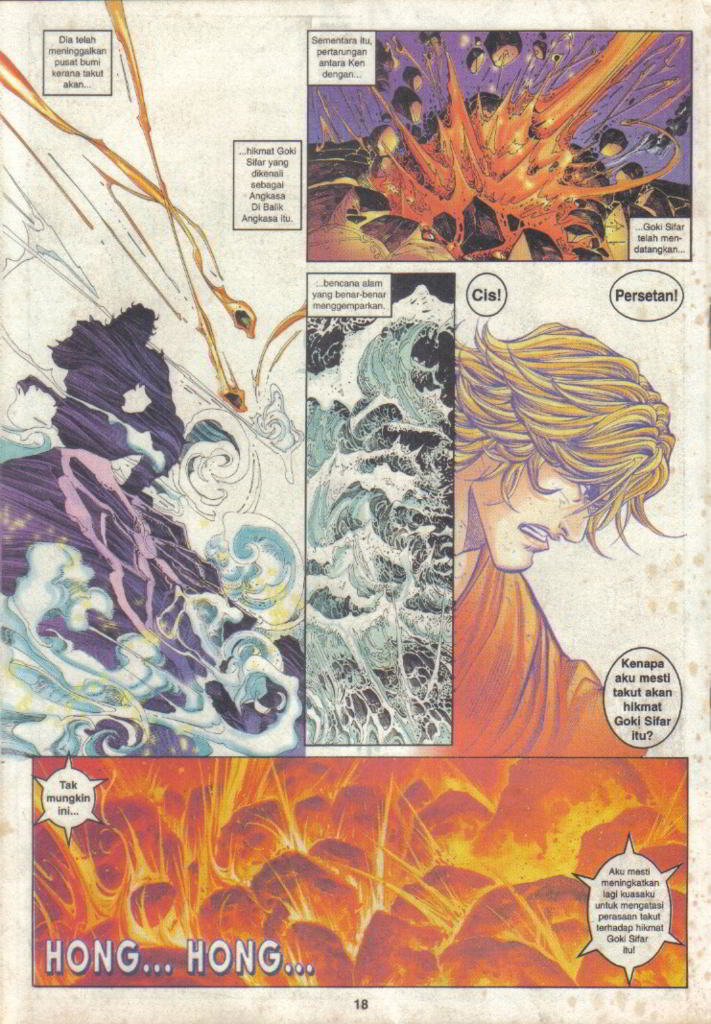 Dia telah
meninggalkan
pusat bumi
kerana takut
akan...
...hikmat Goki
Sifar yang
dikenali
sebagai
Angkasa
Di Balik
Angkasa itu.
Sementara itu,
pertarungan
antara Ken
dengan...
...Goki Sifar
telah men-
datangkan...
...bencana alam
yang benar-benar
menggemparkan.
Cis!
Persetan!
Kenapa
aku mesti
takut akan
hikmat
Goki Sifar
itu?
Tak
mungkin
ini...
Aku mesti
meningkatkan
lagi kuasaku
untuk mengatasi
perasaan takut
terhadap hikmat
Goki Sifar
itu!
HONG... HONG...
18